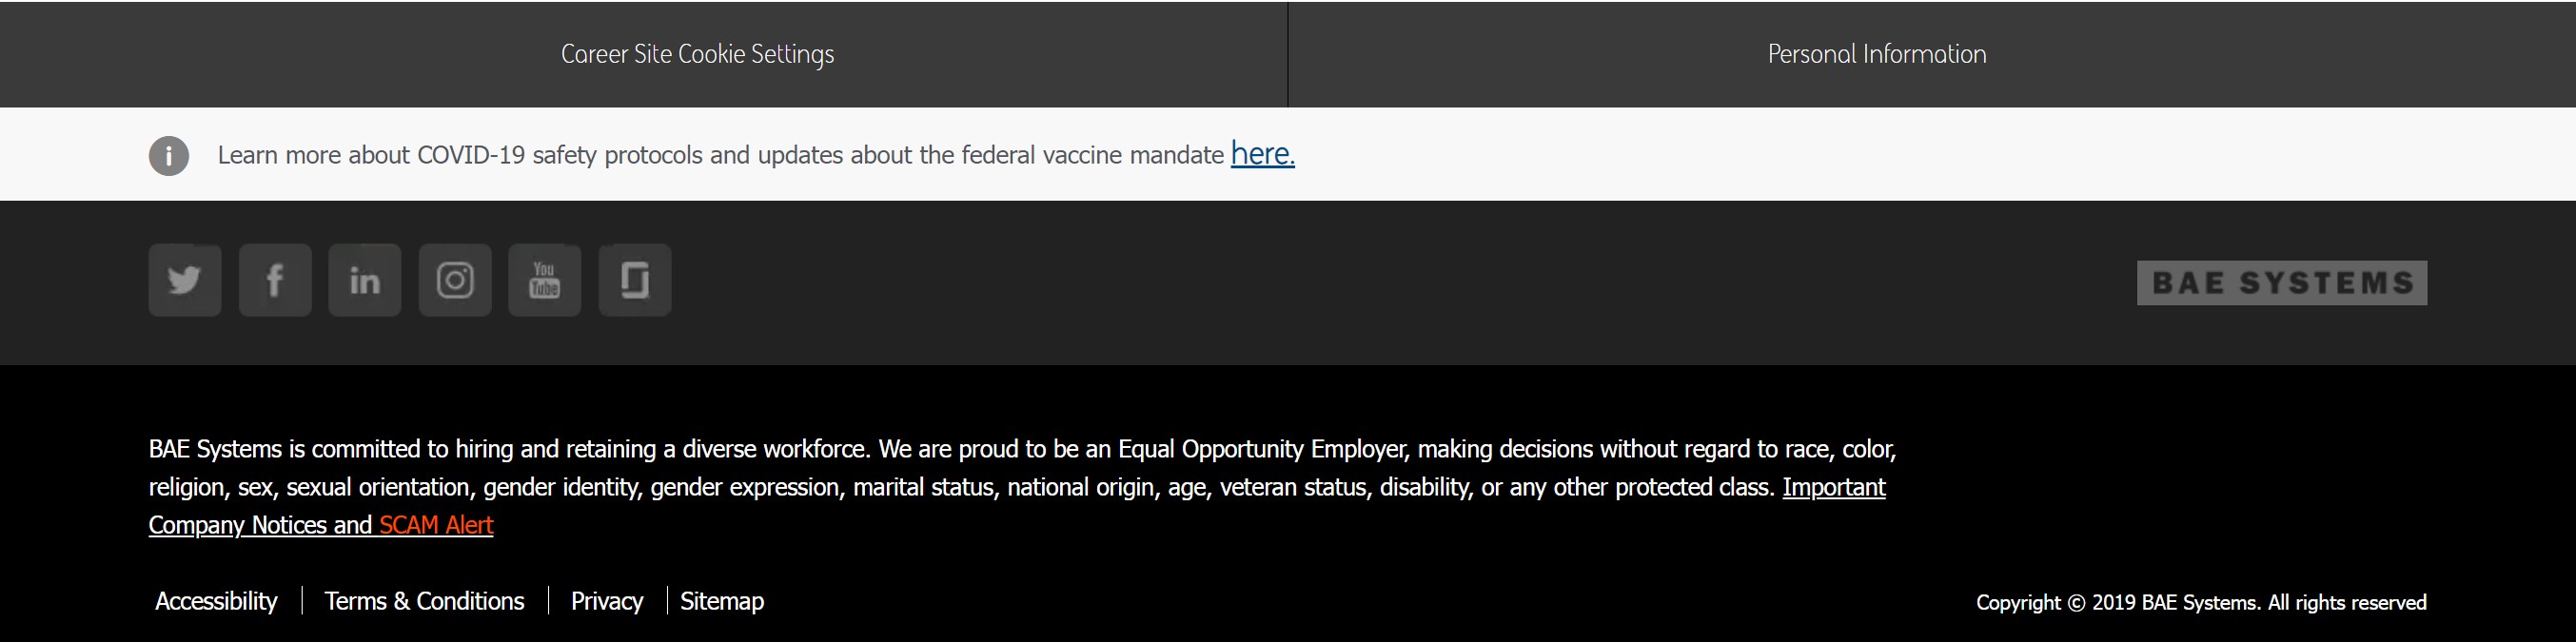 Career Site Cookie Settings
Personal Information
i Learn more about COVID-19 safety protocols and updates about the federal vaccine mandate here.
f in You Tube
BAE SYSTEMS
BAE Systems is committed to hiring and retaining a diverse workforce. We are proud to be an Equal Opportunity Employer, making decisions without regard to race, color,
religion, sex, sexual orientation, gender identity, gender expression, marital status, national origin, age, veteran status, disability, or any other protected class. Important
Company Notices and SCAM Alert
Accessibility | Terms & Conditions | Privacy | Sitemap
Copyright © 2019 BAE Systems. All rights reserved